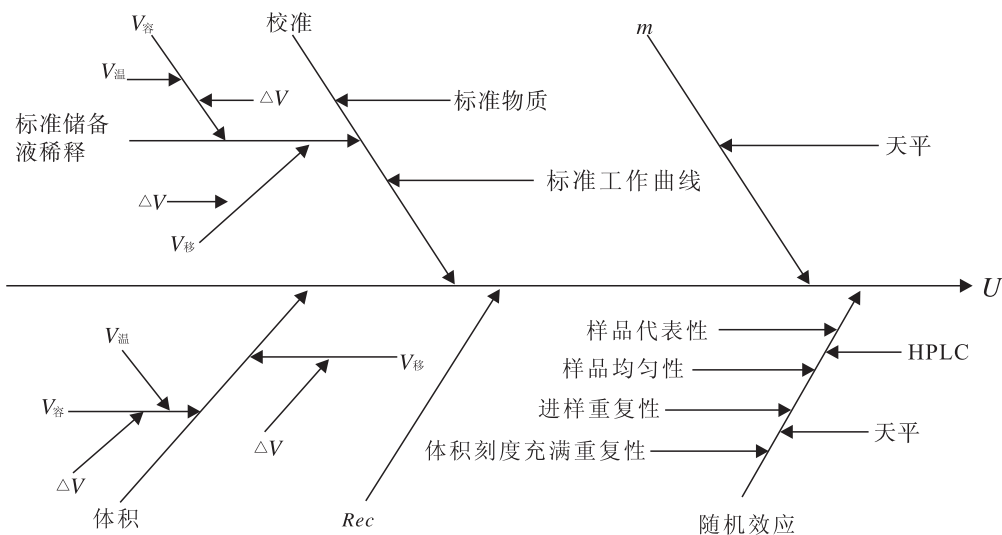 V容
校准
m
V温
△V
标准物质
标准储备
液稀释
天平
标准工作曲线
△V
V移
U
样品代表性
V温
HPLC
V移
样品均匀性
V容
进样重复性
天平
△V
体积刻度充满重复性
△V
体积
Rec
随机效应